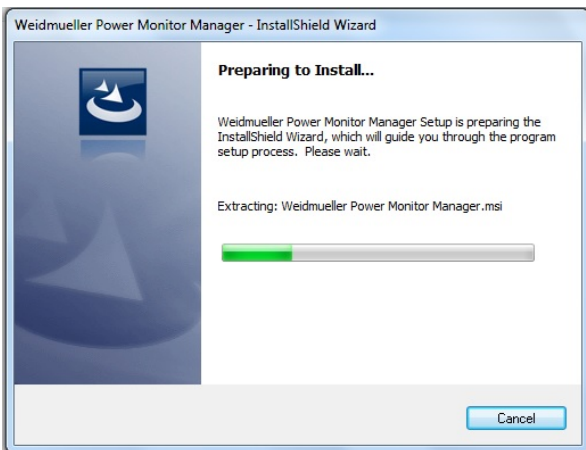 Weidmueller Power Monitor Manager - InstallShield Wizard
Preparing to Install...
Weidmueller Power Monitor Manager Setup is preparing the
InstallShield Wizard, which will guide you through the program
setup process. Please wait.
Extracting: Weidmueller Power Monitor Manager.msi
Cancel